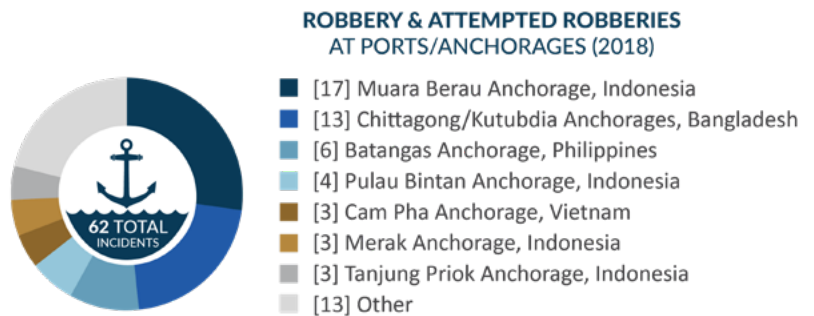 ROBBERY & ATTEMPTED ROBBERIES
AT PORTS/ANCHORAGES (2018)
[17] Muara Berau Anchorage, Indonesia
[13] Chittagong/Kutubdia Anchorages, Bangladesh
[6] Batangas Anchorage, Philippines
[4] Pulau Bintan Anchorage, Indonesia
[3] Cam Pha Anchorage, Vietnam
[3] Merak Anchorage, Indonesia
[3] Tanjung Priok Anchorage, Indonesia
[13] Other
62 TOTAL
INCIDENTS